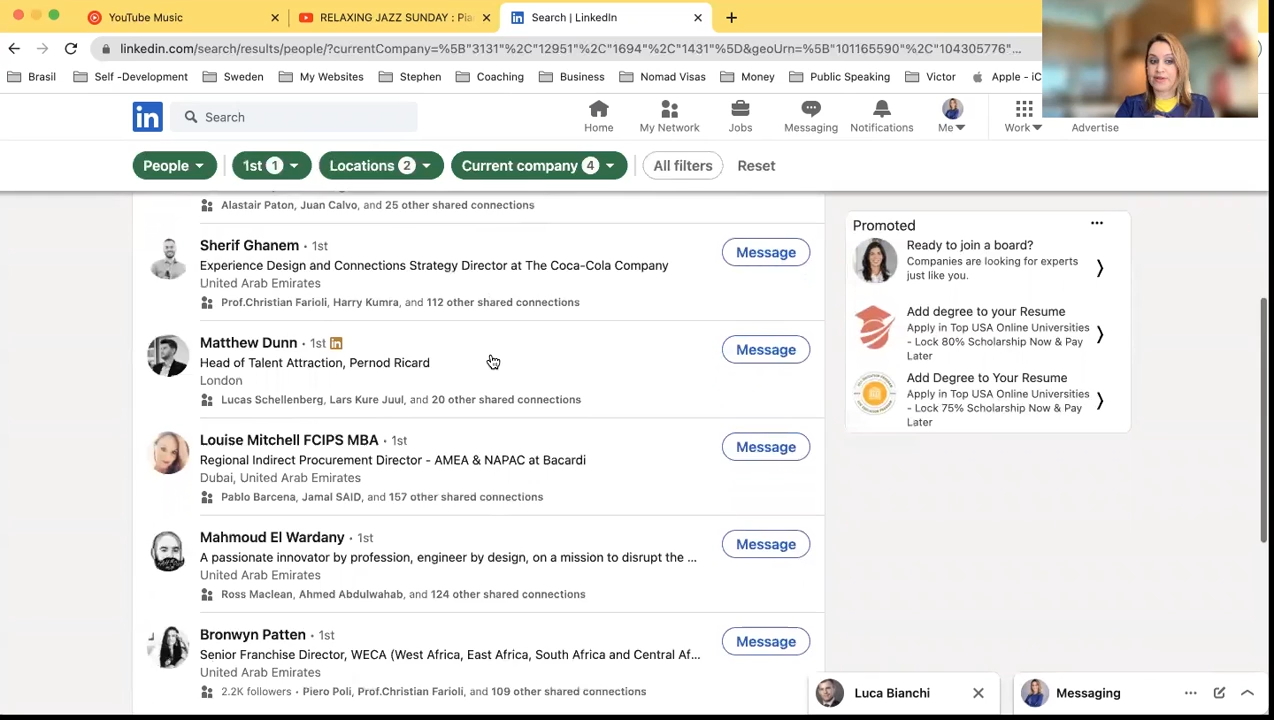 YouTube Music
RELAXING JAZZ SUNDAY : Pia
Search | LinkedIn
linkedin.com/search/results/people/?currentCompany=%5B"3131"%2C"12951"%2C"1694"%2C"1431"%5D&geoUrn=%5B"101165590"%2C"104305776"...
Brasil
Self -Development
Sweden
My Websites
Stephen
Coaching
Business
Nomad Visas
Money
Public Speaking
Victor
Apple - iC
in
Search
Home
My Network
Jobs
Messaging
Notifications
Me
Work
Advertise
People
1st 1
Locations 2
Current company 4
All filters
Reset
Alastair Paton, Juan Calvo, and 25 other shared connections
Sherif Ghanem • 1st
Experience Design and Connections Strategy Director at The Coca-Cola Company
United Arab Emirates
Prof.Christian Farioli, Harry Kumra, and 112 other shared connections
Message
Matthew Dunn • 1st in
Head of Talent Attraction, Pernod Ricard
London
Lucas Schellenberg, Lars Kure Juul, and 20 other shared connections
Message
Louise Mitchell FCIPS MBA • 1st
Regional Indirect Procurement Director - AMEA & NAPAC at Bacardi
Dubai, United Arab Emirates
Pablo Barcena, Jamal SAID, and 157 other shared connections
Message
Mahmoud El Wardany • 1st
A passionate innovator by profession, engineer by design, on a mission to disrupt the ...
United Arab Emirates
Ross Maclean, Ahmed Abdulwahab, and 124 other shared connections
Message
Bronwyn Patten • 1st
Senior Franchise Director, WECA (West Africa, East Africa, South Africa and Central Af...
United Arab Emirates
2.2K followers • Piero Poli, Prof.Christian Farioli, and 109 other shared connections
Message
Promoted
Ready to join a board?
Companies are looking for experts
just like you.
Add degree to your Resume
Apply in Top USA Online Universities
- Lock 80% Scholarship Now & Pay
Later
Add Degree to Your Resume
Apply in Top USA Online Universities
- Lock 75% Scholarship Now & Pay
Later
Luca Bianchi
Messaging